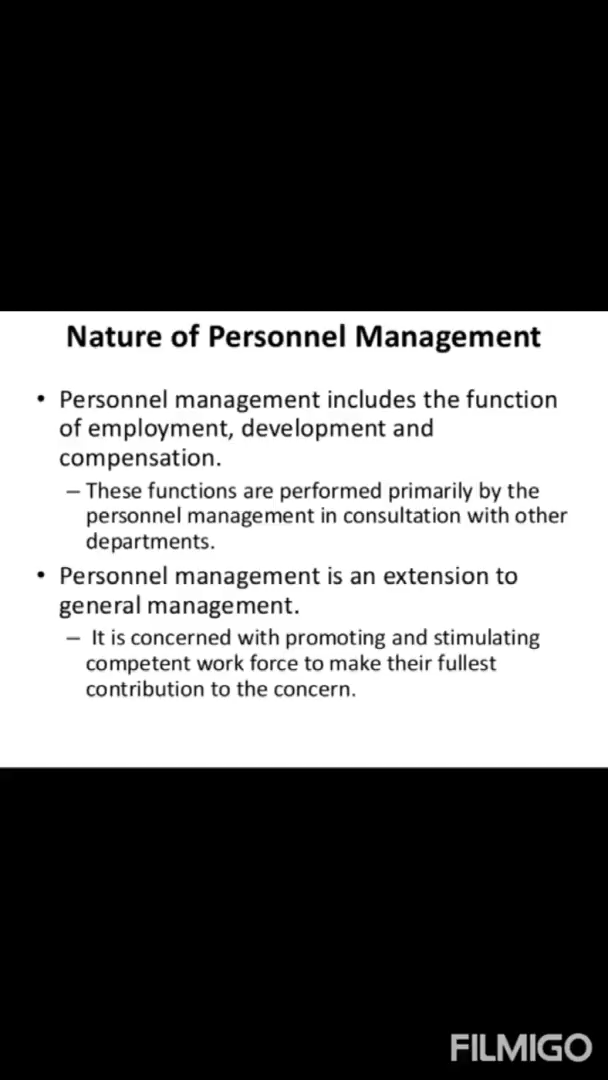 Nature of Personnel Management
• Personnel management includes the function
of employment, development and
compensation.
– These functions are performed primarily by the
personnel management in consultation with other
departments.
• Personnel management is an extension to
general management.
– It is concerned with promoting and stimulating
competent work force to make their fullest
contribution to the concern.
FILMIGO